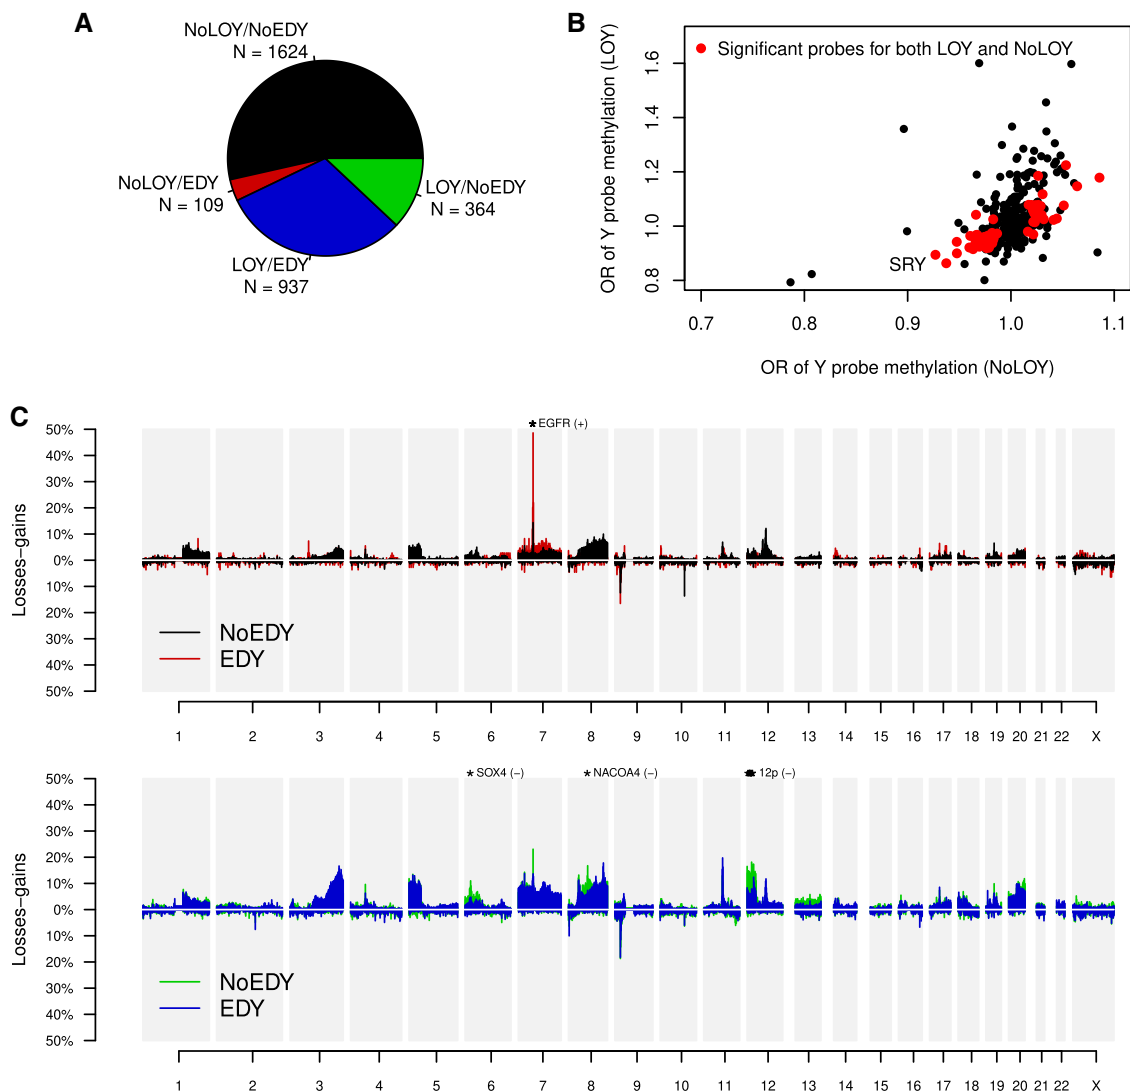 A
NoLOY/NoEDY
N = 1624
NoLOY/EDY
N = 109
LOY/NoEDY
N = 364
LOY/EDY
N = 937
B
Significant probes for both LOY and NoLOY
OR of Y probe methylation (LOY)
1.6
1.4
1.2
1.0
0.8
SRY
0.7 0.8 0.9 1.0 1.1
OR of Y probe methylation (NoLOY)
C
* EGFR (+)
Losses−gains
50%
40%
30%
20%
10%
0%
10%
20%
30%
40%
50%
NoEDY
EDY
1 2 3 4 5 6 7 8 9 10 11 12 13 14 15 16 17 18 19 20 21 22 X
* SOX4 (−) * NACOA4 (−) 12p (−)
Losses−gains
50%
40%
30%
20%
10%
0%
10%
20%
30%
40%
50%
NoEDY
EDY
1 2 3 4 5 6 7 8 9 10 11 12 13 14 15 16 17 18 19 20 21 22 X